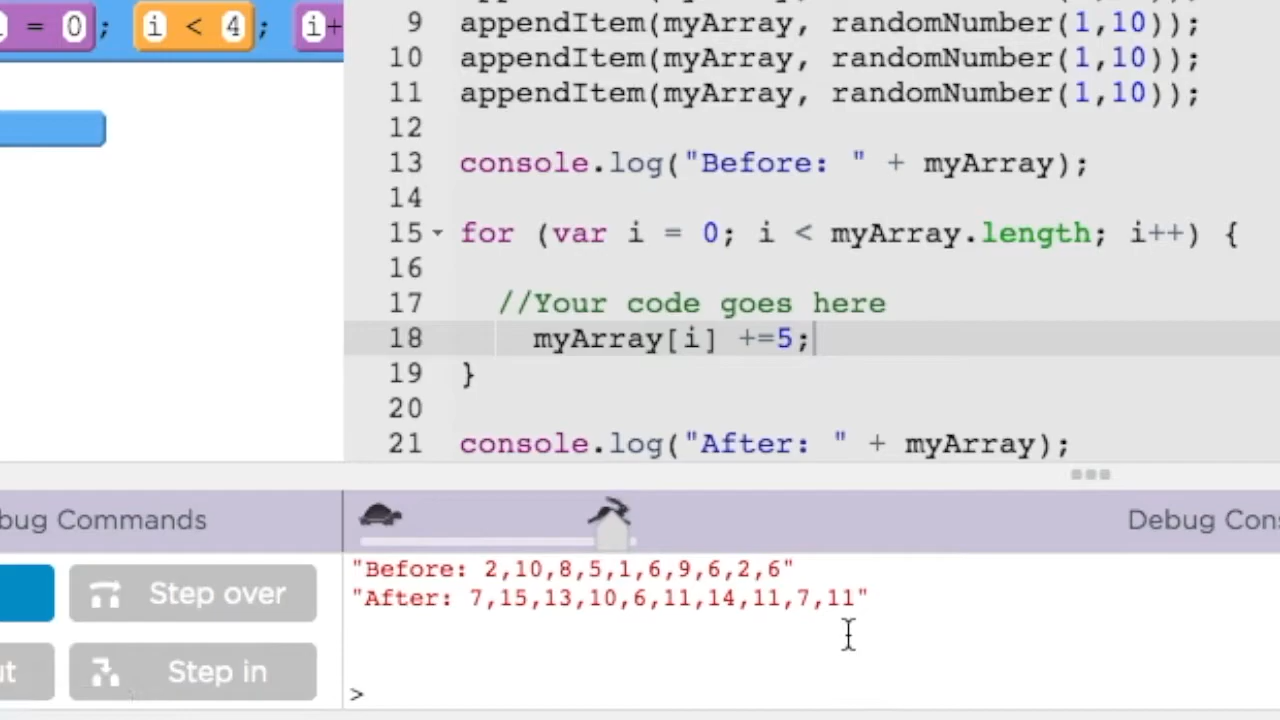 = 0 ; i < 4 ; i+
9 appendItem(myArray, randomNumber(1,10));
10 appendItem(myArray, randomNumber(1,10));
11 appendItem(myArray, randomNumber(1,10));
12
13 console.log("Before: " + myArray);
14
15 for (var i = 0; i < myArray.length; i++) {
16
17 //Your code goes here
18 myArray[i] +=5;
19 }
20
21 console.log("After: " + myArray);
bug Commands
Debug Cons
"Before: 2,10,8,5,1,6,9,6,2,6"
"After: 7,15,13,10,6,11,14,11,7,11"
Step over
ut Step in
>